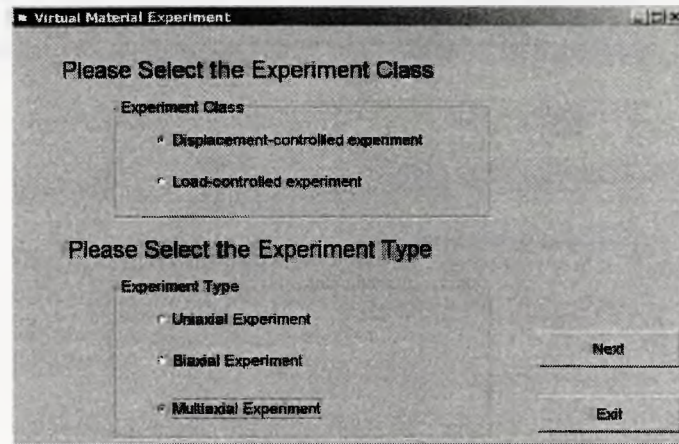 Virtual Material Experiment
Please Select the Experiment Class
Experiment Class
Displacement-controlled experiment
Load-controlled experiment
Please Select the Experiment Type
Experiment Type
Uniaxial Experiment
Biaxial Experiment
Multiaxial Experiment
Next
Exit